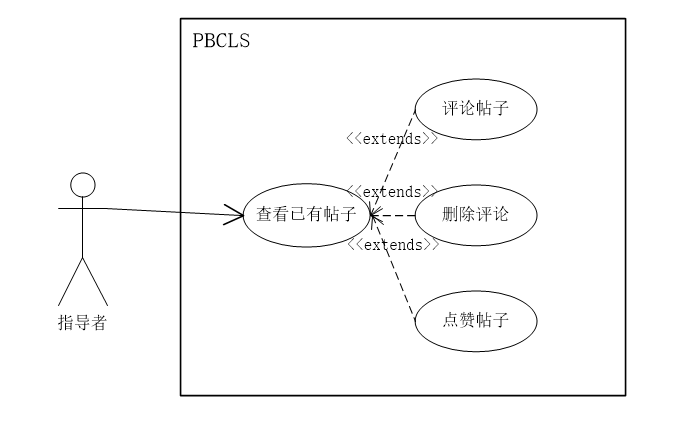 PBCLS
评论帖子
<<extends>>
<<extends>>
查看已有帖子
删除评论
<<extends>>
点赞帖子
指导者